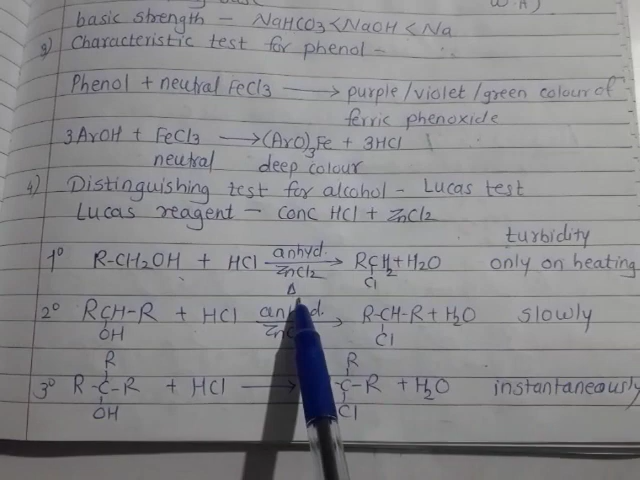 basic strength - NaHCO3 < NaOH < Na
3) Characteristic test for phenol -
Phenol + neutral FeCl3 ⟶ purple/violet/green colour of
ferric phenoxide
3ArOH + FeCl3 ⟶ (ArO)3Fe + 3HCl
neutral deep colour
4) Distinguishing test for alcohol - Lucas test
Lucas reagent - conc HCl + ZnCl2
turbidity
1° R-CH2OH + HCl anhyd. ZnCl2 Δ ⟶ RCH2 + H2O only on heating
Cl
2° RCH-R + HCl ⟶ R-CH-R + H2O slowly
OH Cl
R R
3° R-C-R + HCl ⟶ -C-R + H2O instantaneously
OH Cl